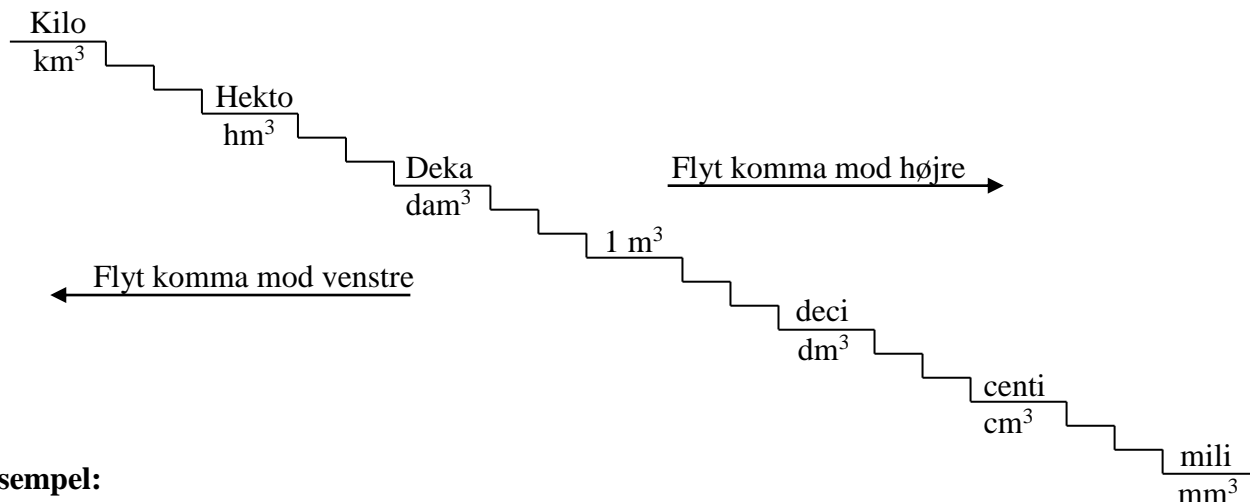 Kilo
km³
Hekto
hm³
Deka
dam³
Flyt komma mod højre
1 m³
Flyt komma mod venstre
deci
dm³
centi
cm³
mili
mm³
sempel: